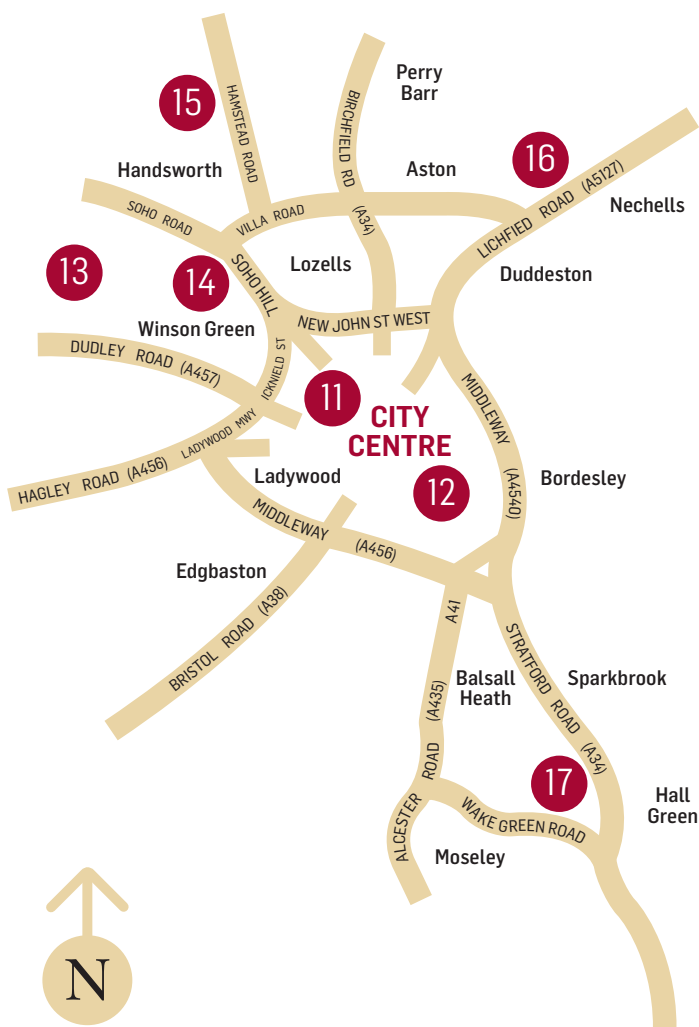 Perry
Barr
15
HAMSTEAD ROAD
BIRCHFIELD RD
(A34)
16
Handsworth
Aston
LICHFIELD ROAD (A5127)
Nechells
SOHO ROAD
VILLA ROAD
13
14
SOHO HILL
Lozells
Duddeston
Winson Green
NEW JOHN ST WEST
DUDLEY ROAD (A457)
ICKNIELD ST
11
CITY
CENTRE
MIDDLEWAY
(A4540)
LADYWOOD MWY
HAGLEY ROAD (A456)
Ladywood
12
Bordesley
MIDDLEWAY
(A456)
Edgbaston
BRISTOL ROAD (A38)
A41
STRATFORD ROAD
(A34)
Balsall
Heath
Sparkbrook
ALCESTER ROAD (A435)
17
WAKE GREEN ROAD
Hall
Green
Moseley
N